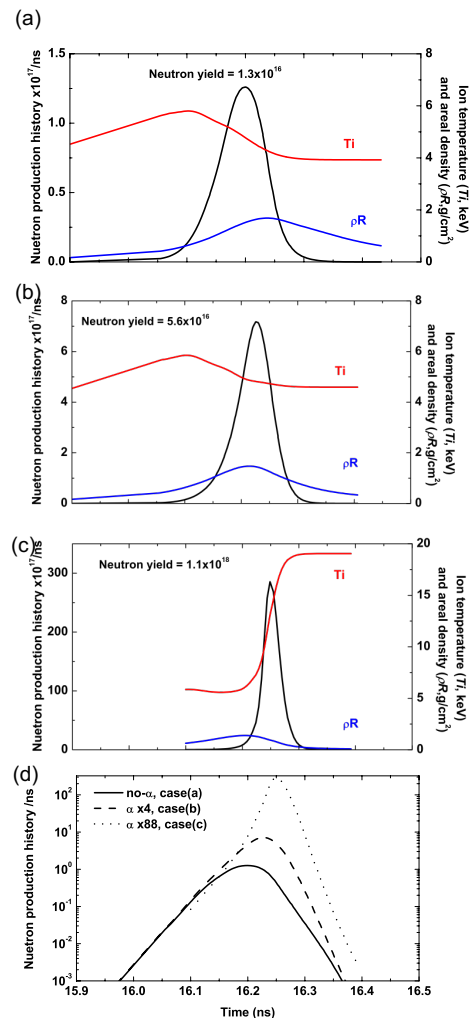 (a)
Nuetron production history x10^17/ns
1.5
1.0
0.5
0.0
Neutron yield = 1.3x10^16
Ti
ρR
8
6
4
2
0
Ion temperature (Ti, keV)
and areal density (ρR,g/cm^2)
(b)
Nuetron production history x10^17/ns
8
6
4
2
0
Neutron yield = 5.6x10^16
Ti
ρR
8
6
4
2
0
Ion temperature (Ti, keV)
and areal density (ρR,g/cm^2)
(c)
Nuetron production history x10^17/ns
300
200
100
0
Neutron yield = 1.1x10^18
Ti
ρR
20
15
10
5
0
Ion temperature (Ti, keV)
and areal density (ρR,g/cm^2)
(d)
Nuetron production history /ns
10^2
10^1
10^0
10^-1
10^-2
10^-3
no-α, case(a)
α x4, case(b)
α x88, case(c)
15.9 16.0 16.1 16.2 16.3 16.4 16.5
Time (ns)